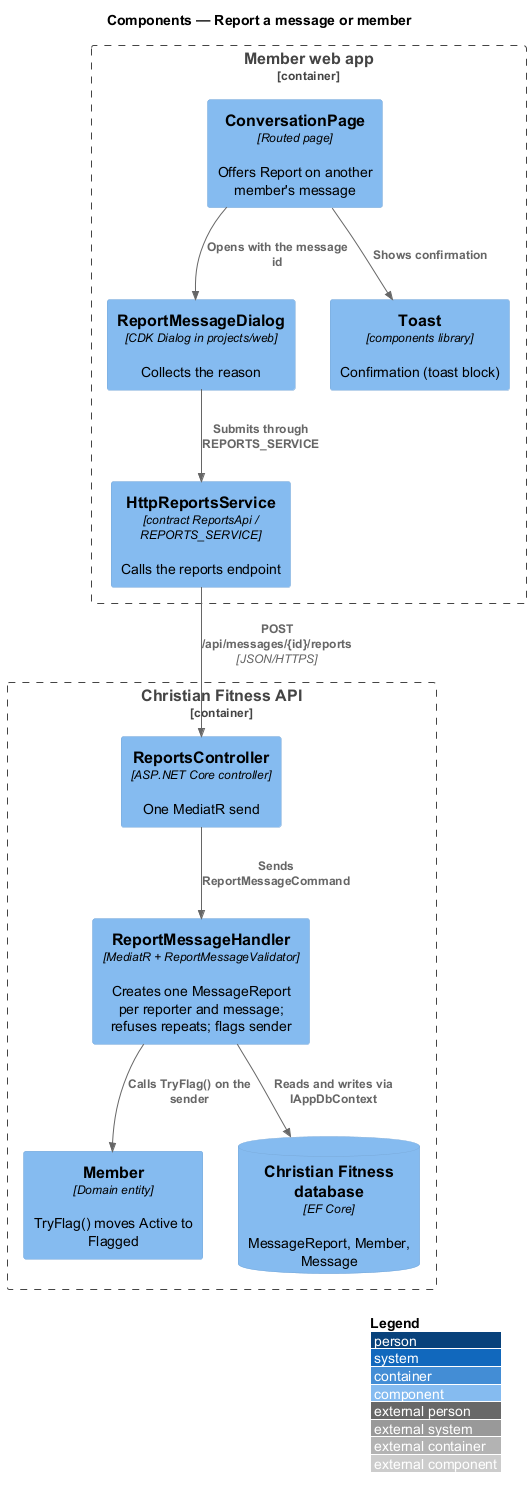 Components — Report a message or member
Member web app
[container]
ConversationPage
[Routed page]
Offers Report on another
member's message
Opens with the message
id
Shows confirmation
ReportMessageDialog
[CDK Dialog in projects/web]
Collects the reason
Toast
[components library]
Confirmation (toast block)
Submits through
REPORTS_SERVICE
HttpReportsService
[contract ReportsApi /
REPORTS_SERVICE]
Calls the reports endpoint
POST
/api/messages/{id}/reports
[JSON/HTTPS]
Christian Fitness API
[container]
ReportsController
[ASP.NET Core controller]
One MediatR send
Sends
ReportMessageCommand
ReportMessageHandler
[MediatR + ReportMessageValidator]
Creates one MessageReport
per reporter and message;
refuses repeats; flags sender
Calls TryFlag() on the
sender
Reads and writes via
IAppDbContext
Member
[Domain entity]
TryFlag() moves Active to
Flagged
Christian Fitness
database
[EF Core]
MessageReport, Member,
Message
Legend
person
system
container
component
external person
external system
external container
external component